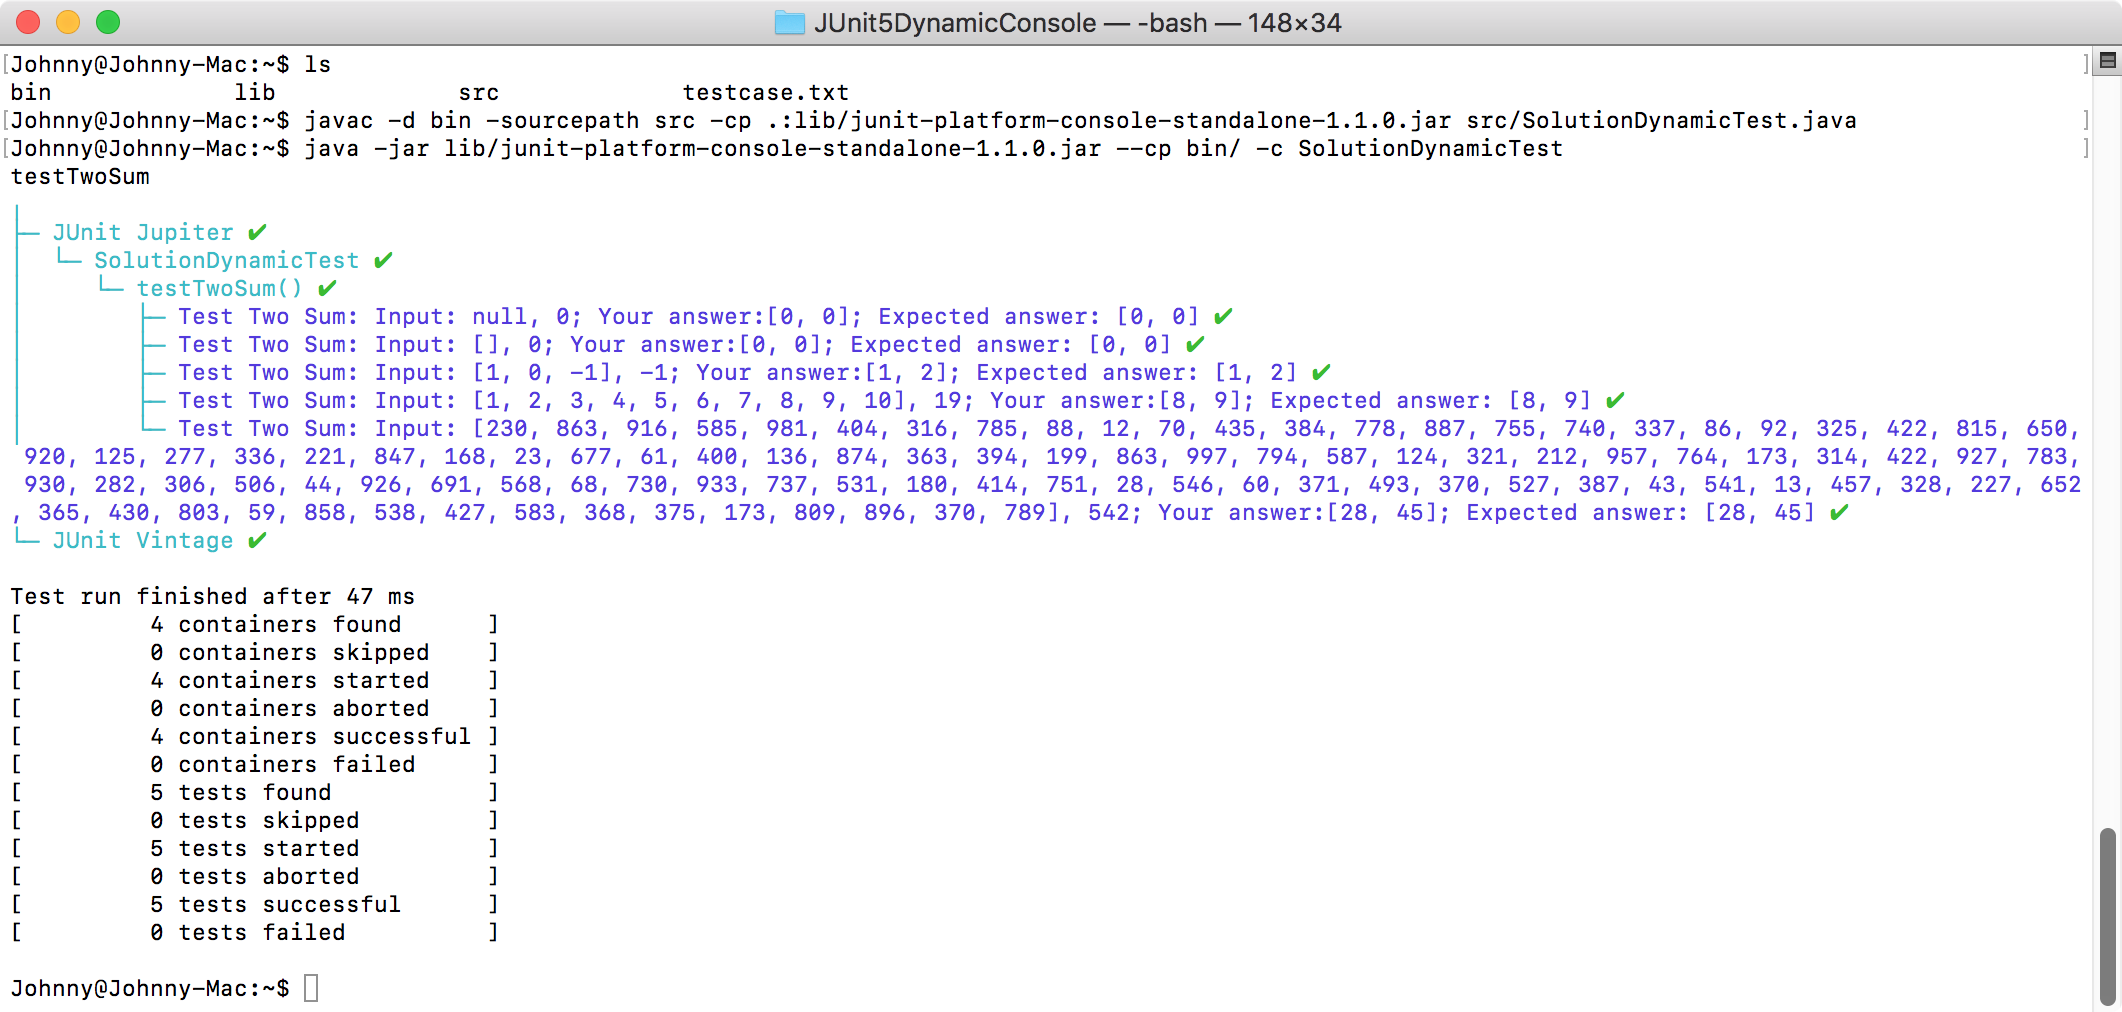 JUnit5DynamicConsole — -bash — 148×34
[Johnny@Johnny-Mac:~$ ls ]
bin lib src testcase.txt
[Johnny@Johnny-Mac:~$ javac -d bin -sourcepath src -cp .:lib/junit-platform-console-standalone-1.1.0.jar src/SolutionDynamicTest.java ]
[Johnny@Johnny-Mac:~$ java -jar lib/junit-platform-console-standalone-1.1.0.jar --cp bin/ -c SolutionDynamicTest ]
testTwoSum
├─ JUnit Jupiter ✔
│ └─ SolutionDynamicTest ✔
│ └─ testTwoSum() ✔
│ ├─ Test Two Sum: Input: null, 0; Your answer:[0, 0]; Expected answer: [0, 0] ✔
│ ├─ Test Two Sum: Input: [], 0; Your answer:[0, 0]; Expected answer: [0, 0] ✔
│ ├─ Test Two Sum: Input: [1, 0, -1], -1; Your answer:[1, 2]; Expected answer: [1, 2] ✔
│ ├─ Test Two Sum: Input: [1, 2, 3, 4, 5, 6, 7, 8, 9, 10], 19; Your answer:[8, 9]; Expected answer: [8, 9] ✔
│ └─ Test Two Sum: Input: [230, 863, 916, 585, 981, 404, 316, 785, 88, 12, 70, 435, 384, 778, 887, 755, 740, 337, 86, 92, 325, 422, 815, 650,
920, 125, 277, 336, 221, 847, 168, 23, 677, 61, 400, 136, 874, 363, 394, 199, 863, 997, 794, 587, 124, 321, 212, 957, 764, 173, 314, 422, 927, 783,
930, 282, 306, 506, 44, 926, 691, 568, 68, 730, 933, 737, 531, 180, 414, 751, 28, 546, 60, 371, 493, 370, 527, 387, 43, 541, 13, 457, 328, 227, 652
, 365, 430, 803, 59, 858, 538, 427, 583, 368, 375, 173, 809, 896, 370, 789], 542; Your answer:[28, 45]; Expected answer: [28, 45] ✔
└─ JUnit Vintage ✔
Test run finished after 47 ms
[ 4 containers found ]
[ 0 containers skipped ]
[ 4 containers started ]
[ 0 containers aborted ]
[ 4 containers successful ]
[ 0 containers failed ]
[ 5 tests found ]
[ 0 tests skipped ]
[ 5 tests started ]
[ 0 tests aborted ]
[ 5 tests successful ]
[ 0 tests failed ]
Johnny@Johnny-Mac:~$